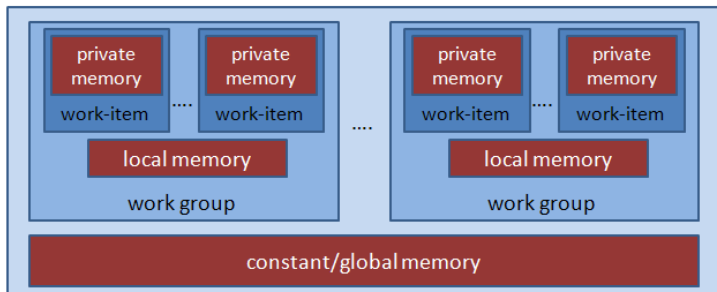 private memory
private memory
private memory
private memory
work-item
....
work-item
....
work-item
....
work-item
local memory
local memory
work group
work group
constant/global memory